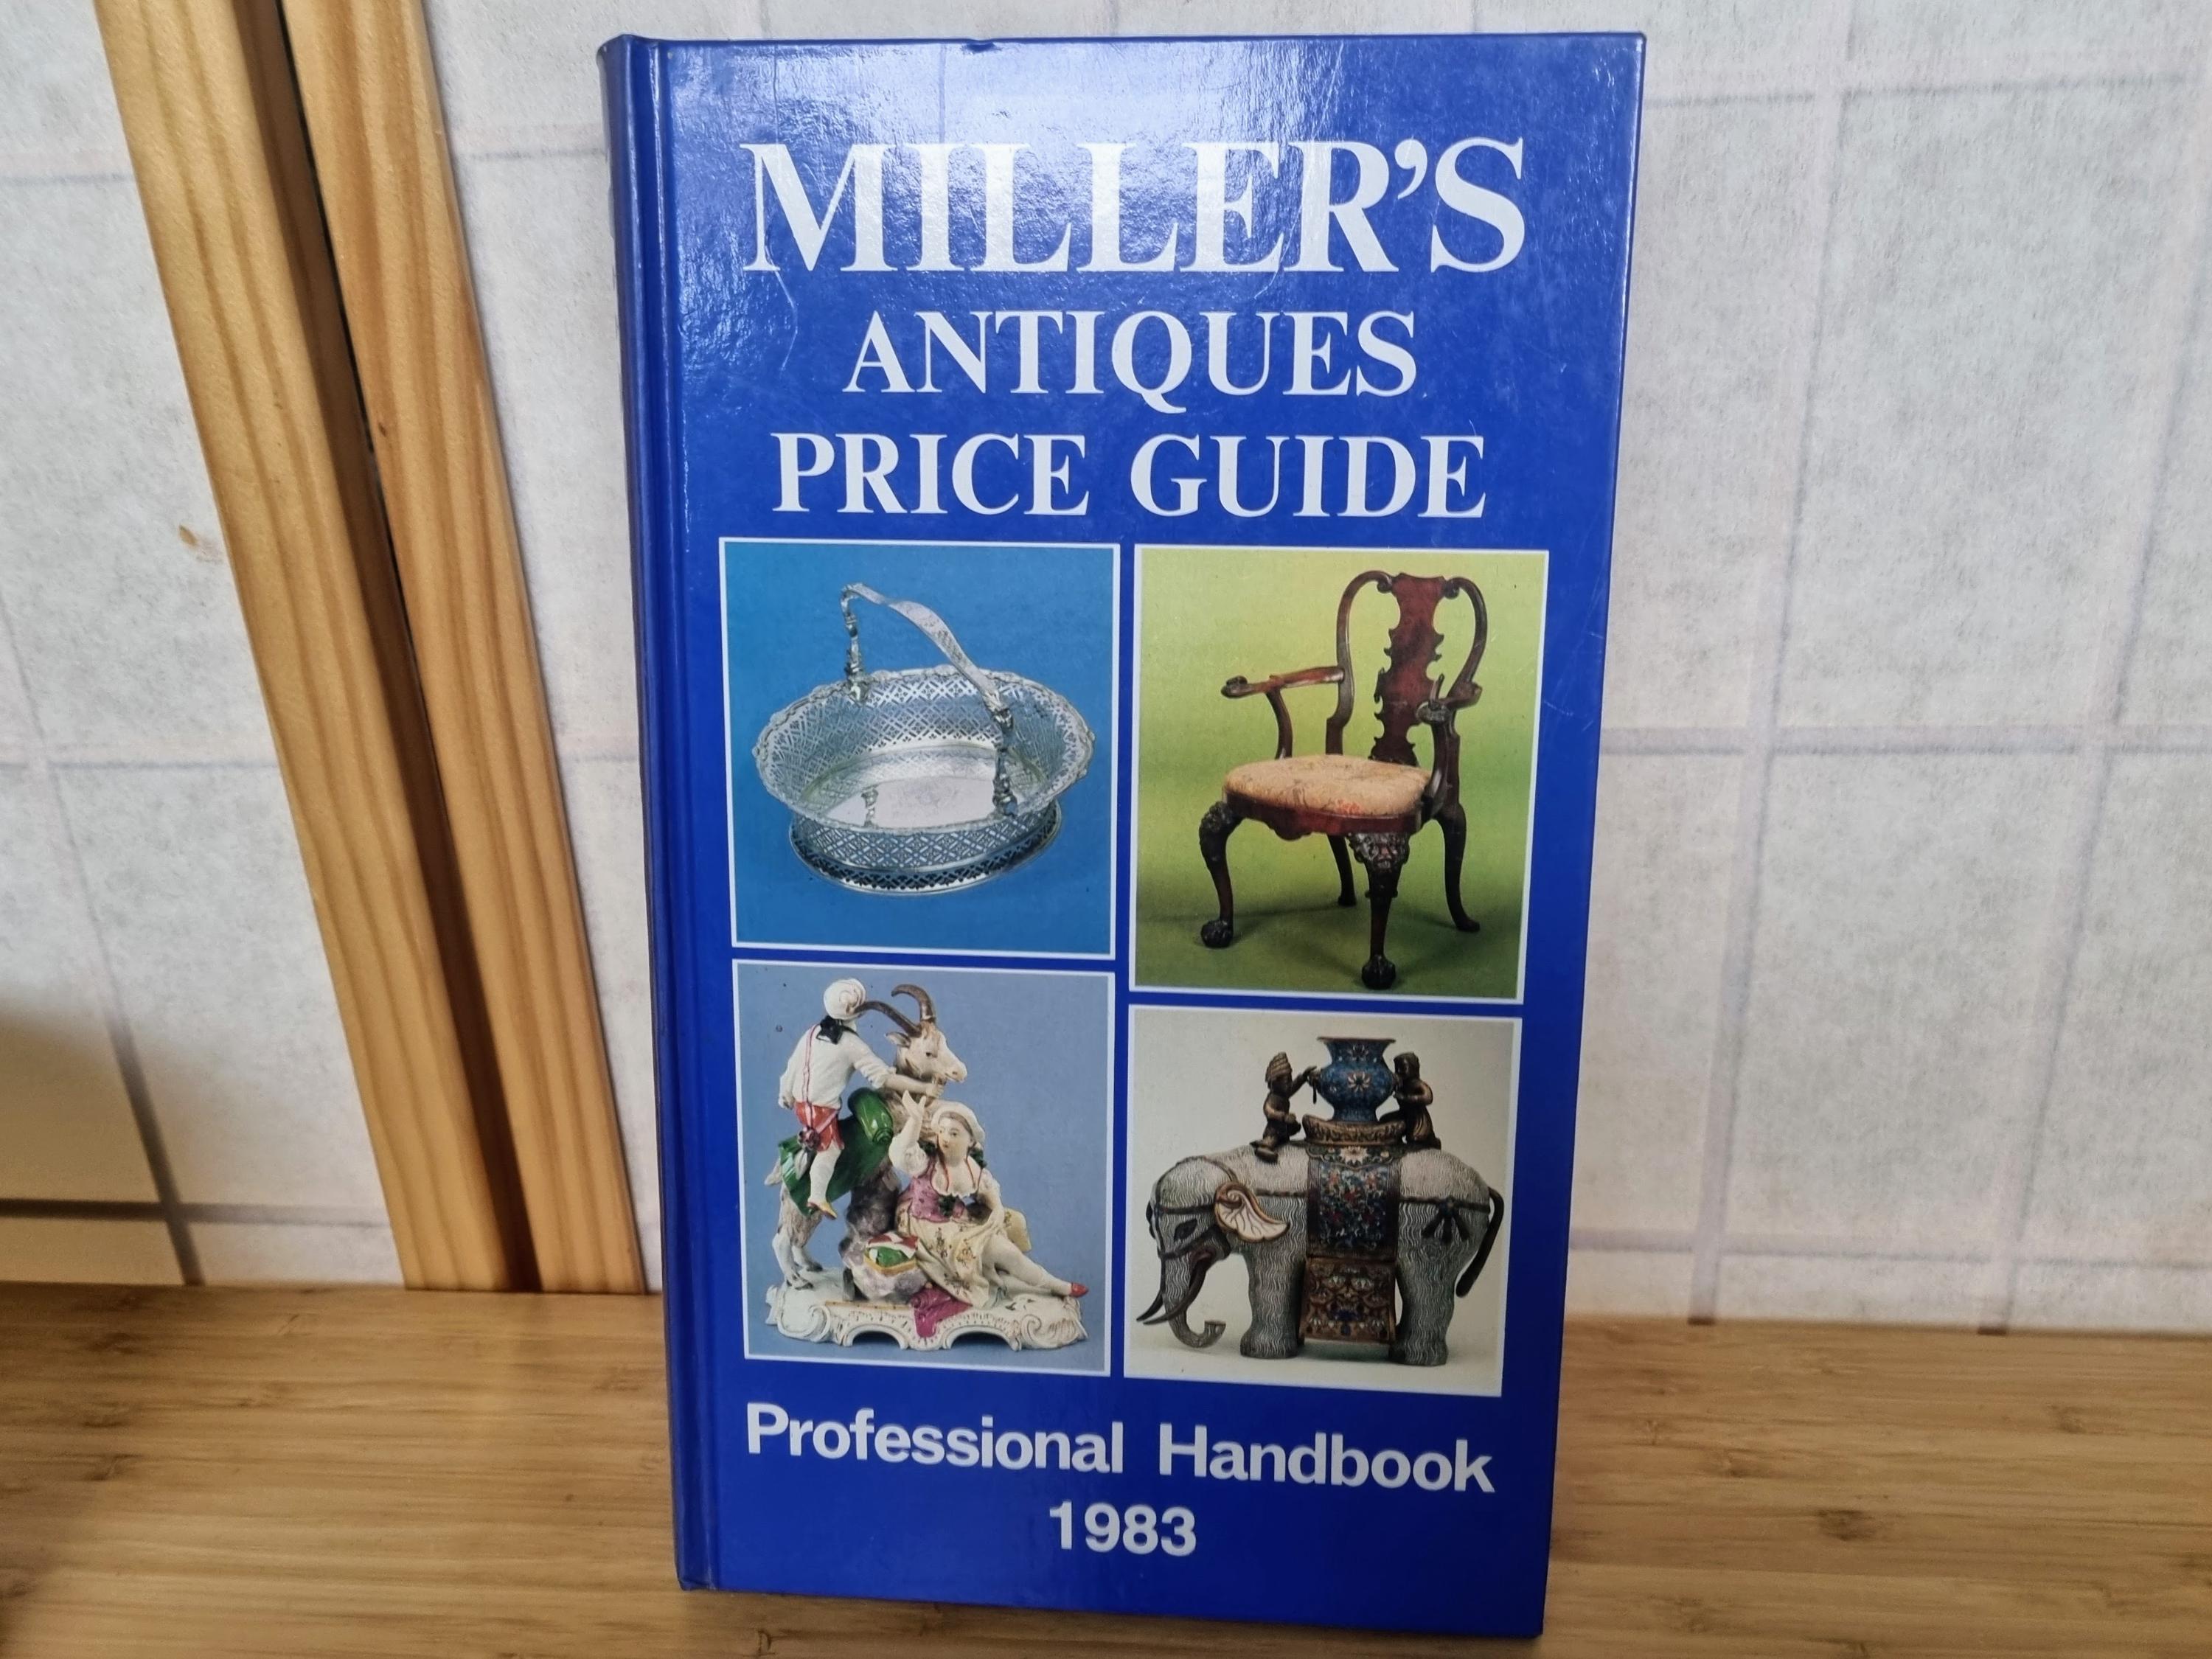 MILLER’S
ANTIQUES
PRICE GUIDE
Professional Handbook
1983